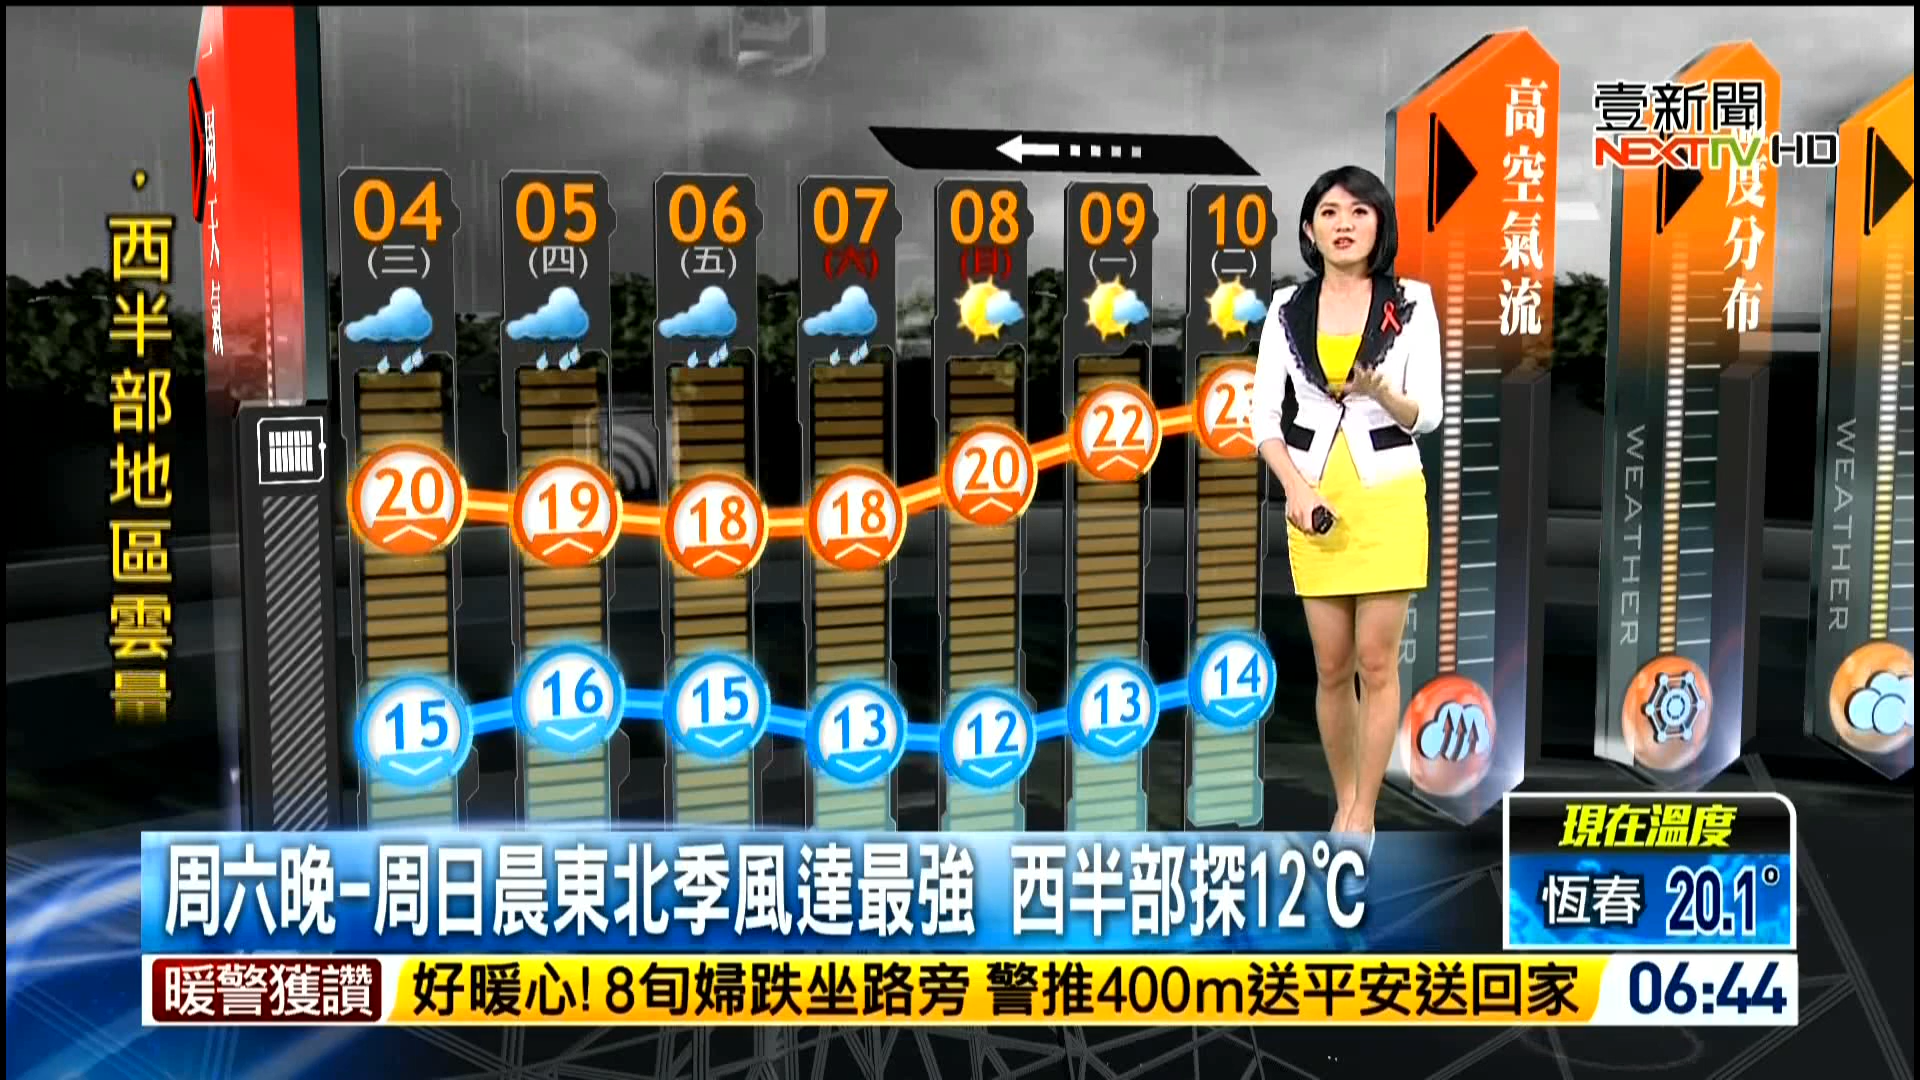 西半部地區雲量
04 05 06 07 08 09 10
(三) (四) (五) (六) (日) (一) (二)
20 19 18 18 20 22 23
15 16 15 13 12 13 14
高空氣流
度分布
WEATHER
WEATHER
壹新聞
NEXTTV HD
現在溫度
恆春 20.1°
周六晚-周日晨東北季風達最強 西半部探12℃
暖警獲讚 好暖心!8旬婦跌坐路旁 警推400m送平安送回家 06:44